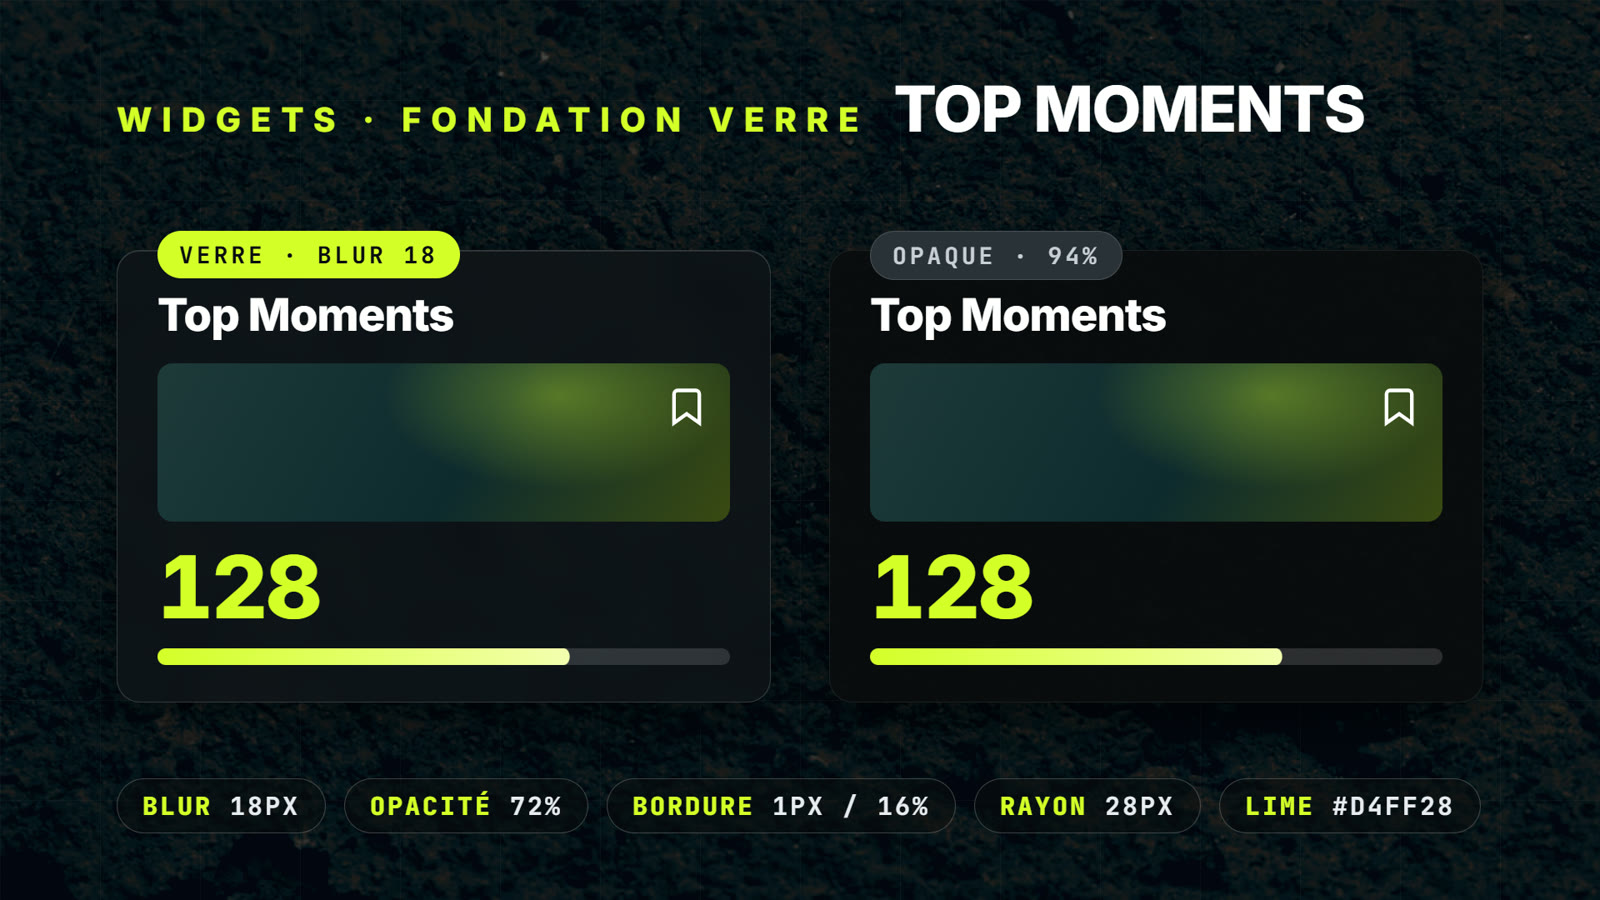 WIDGETS · FONDATION VERRE TOP MOMENTS
VERRE · BLUR 18
Top Moments
128
OPAQUE · 94%
Top Moments
128
BLUR 18PX
OPACITÉ 72%
BORDURE 1PX / 16%
RAYON 28PX
LIME #D4FF28